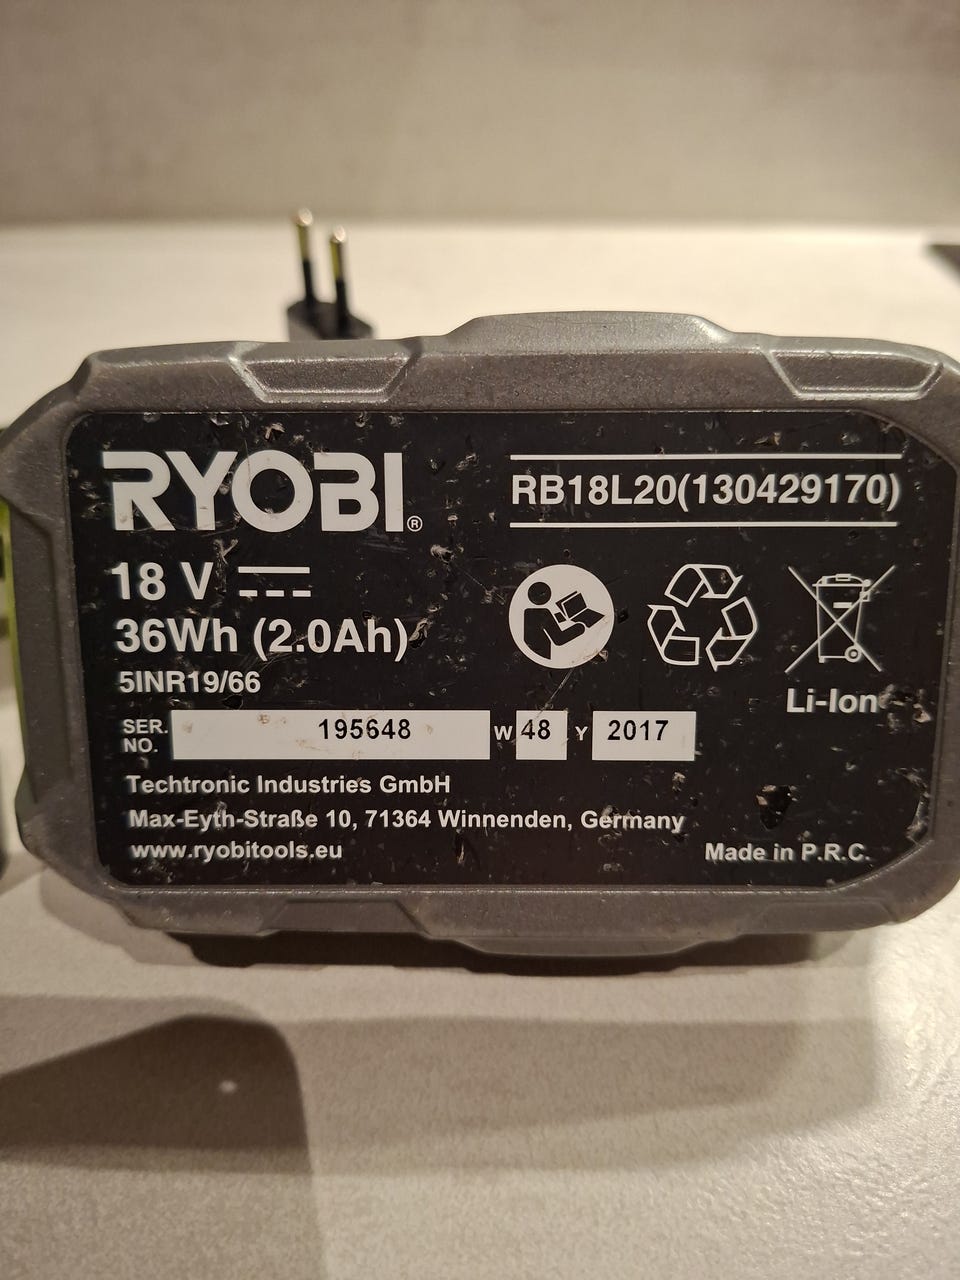 RYOBI®
RB18L20(130429170)
18 V
36Wh (2.0Ah)
5INR19/66
Li-Ion
SER. NO. 195648 W 48 Y 2017
Techtronic Industries GmbH
Max-Eyth-Straße 10, 71364 Winnenden, Germany
www.ryobitools.eu
Made in P.R.C.